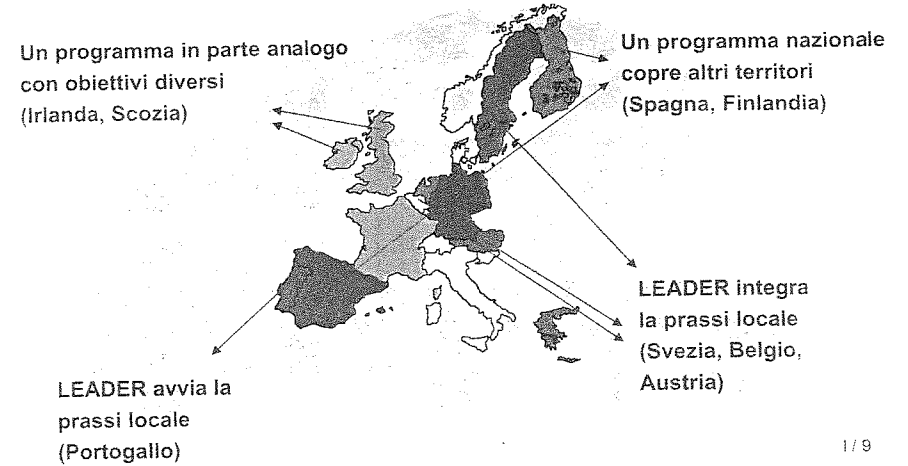 Un programma in parte analogo
con obiettivi diversi
(Irlanda, Scozia)
Un programma nazionale
copre altri territori
(Spagna, Finlandia)
LEADER integra
la prassi locale
(Svezia, Belgio,
Austria)
LEADER avvia la
prassi locale
(Portogallo)
I / 9